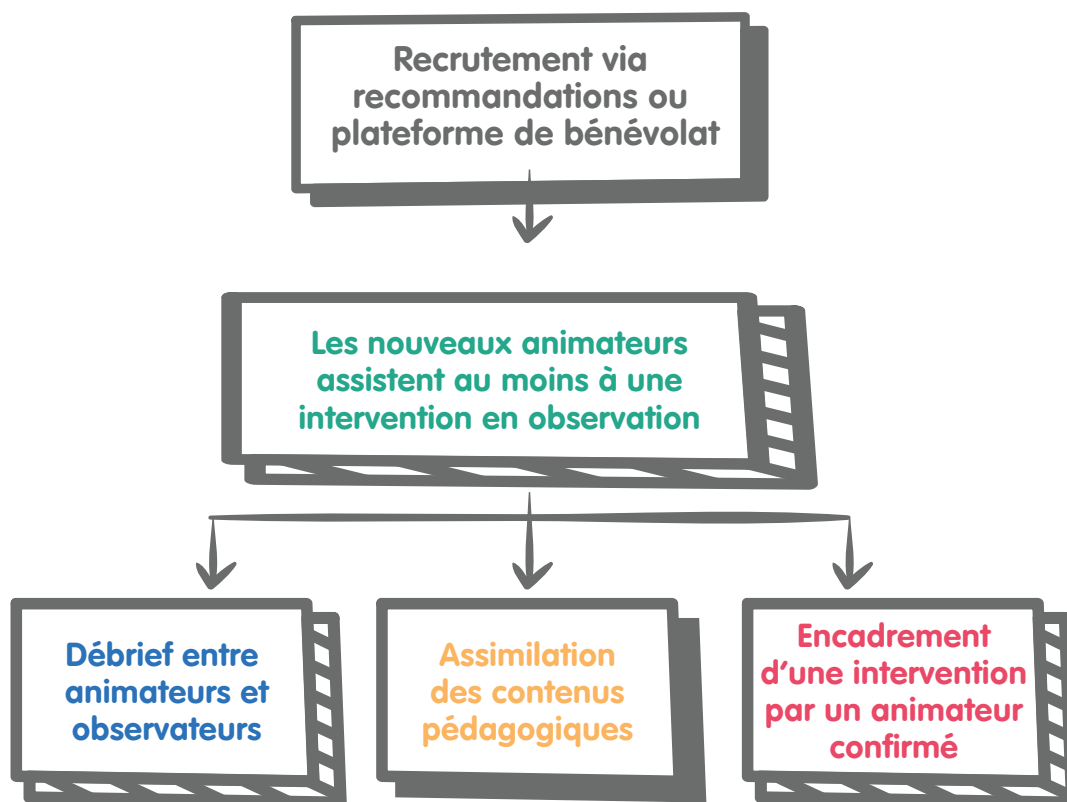 Recrutement via
recommandations ou
plateforme de bénévolat
Les nouveaux animateurs
assistent au moins à une
intervention en observation
Débrief entre
animateurs et
observateurs
Assimilation
des contenus
pédagogiques
Encadrement
d’une intervention
par un animateur
confirmé